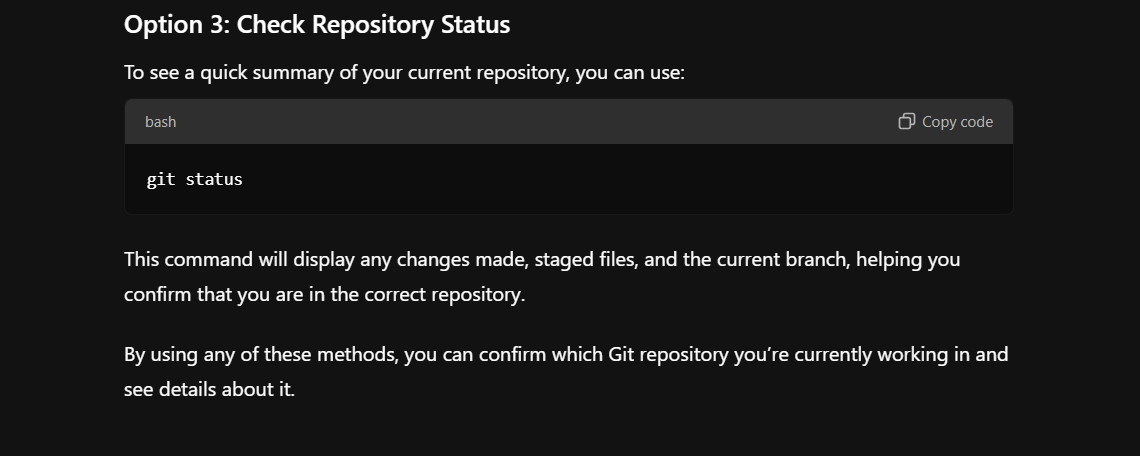 Option 3: Check Repository Status
To see a quick summary of your current repository, you can use:
bash
Copy code
git status
This command will display any changes made, staged files, and the current branch, helping you
confirm that you are in the correct repository.
By using any of these methods, you can confirm which Git repository you’re currently working in and
see details about it.